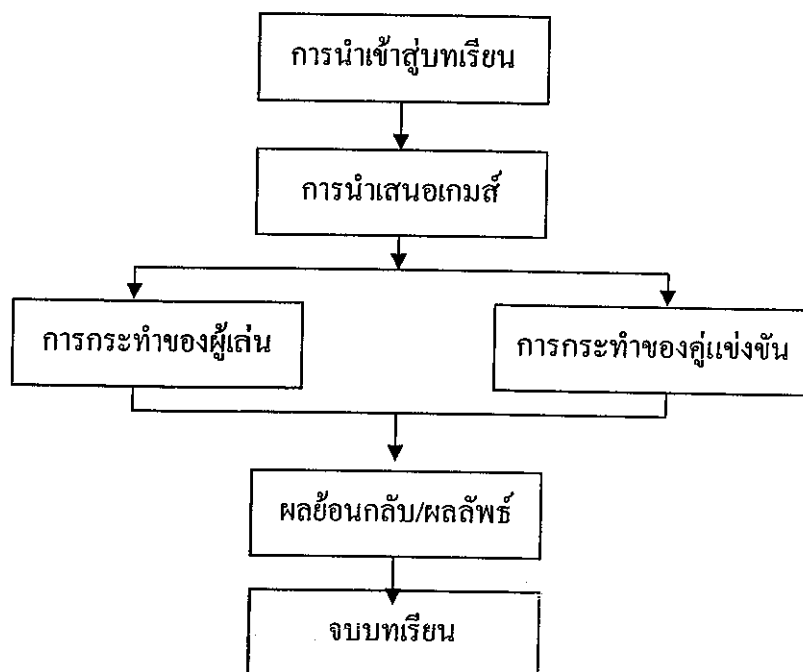 การนำเข้าสู่บทเรียน
การนำเสนอเกมส์
การกระทำของผู้เล่น
การกระทำของคู่แข่งขัน
ผลย้อนกลับ/ผลลัพธ์
จบบทเรียน